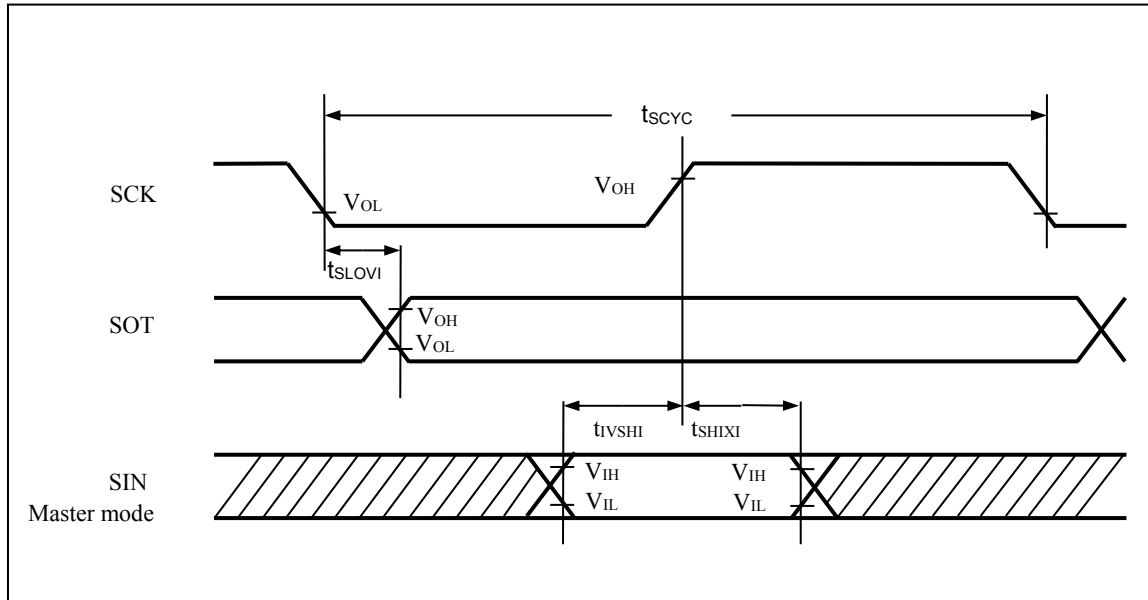 tSCYC
SCK
VOL
VOH
tSLOVI
SOT
VOH
VOL
tIVSHI
tSHIXI
SIN
Master mode
VIH
VIL
VIH
VIL